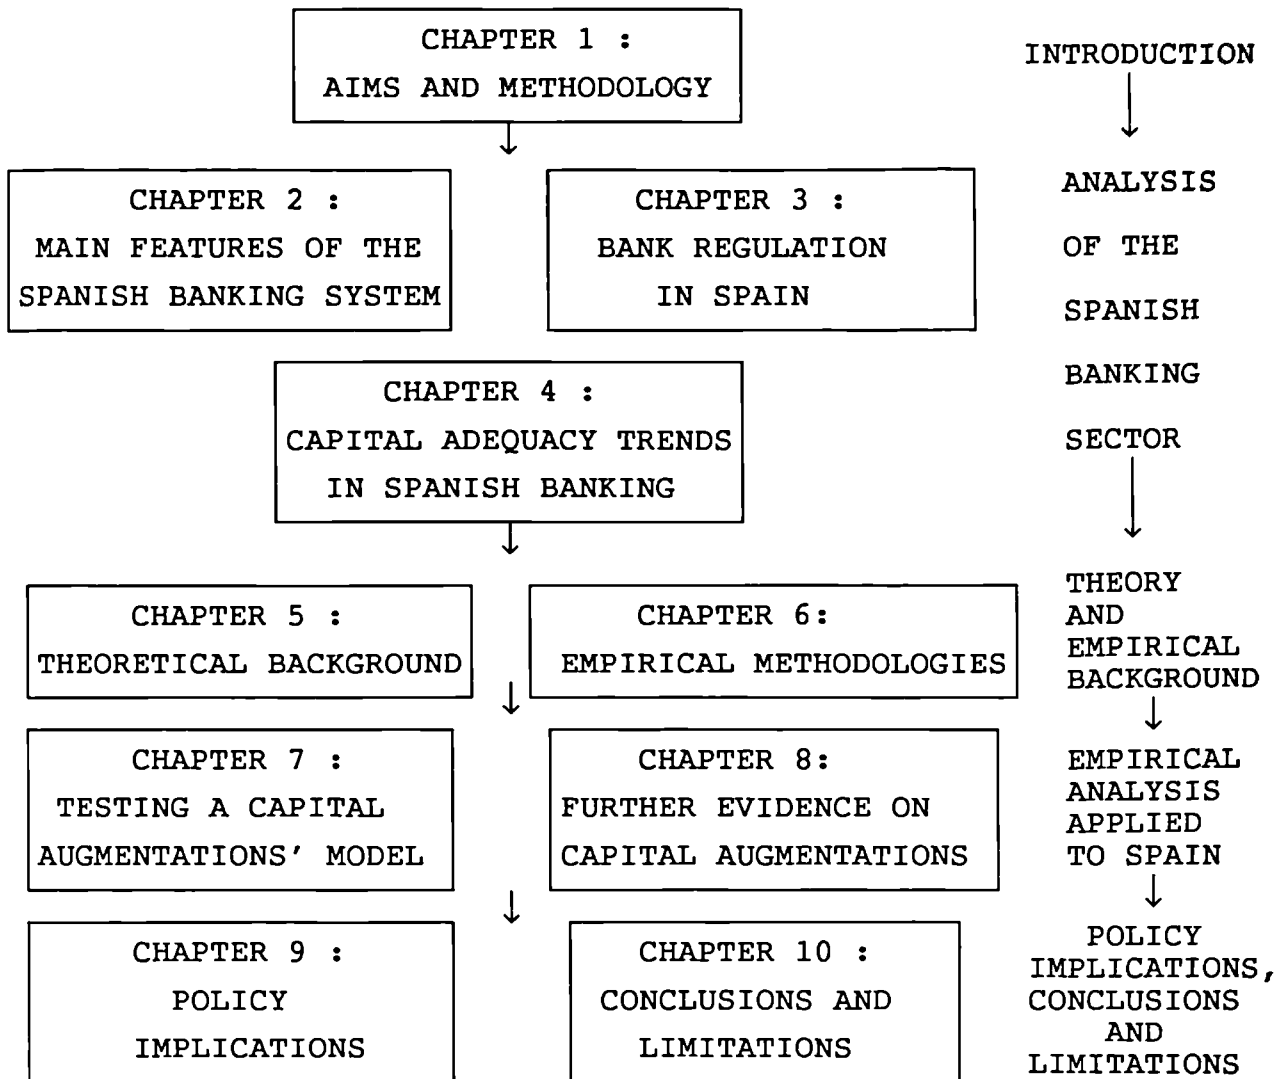 CHAPTER 1 :
AIMS AND METHODOLOGY
CHAPTER 2 :
MAIN FEATURES OF THE
SPANISH BANKING SYSTEM
CHAPTER 3 :
BANK REGULATION
IN SPAIN
CHAPTER 4 :
CAPITAL ADEQUACY TRENDS
IN SPANISH BANKING
CHAPTER 5 :
THEORETICAL BACKGROUND
CHAPTER 6:
EMPIRICAL METHODOLOGIES
CHAPTER 7 :
TESTING A CAPITAL
AUGMENTATIONS' MODEL
CHAPTER 8:
FURTHER EVIDENCE ON
CAPITAL AUGMENTATIONS
CHAPTER 9 :
POLICY
IMPLICATIONS
CHAPTER 10 :
CONCLUSIONS AND
LIMITATIONS
INTRODUCTION
ANALYSIS
OF THE
SPANISH
BANKING
SECTOR
THEORY
AND
EMPIRICAL
BACKGROUND
EMPIRICAL
ANALYSIS
APPLIED
TO SPAIN
POLICY
IMPLICATIONS,
CONCLUSIONS
AND
LIMITATIONS